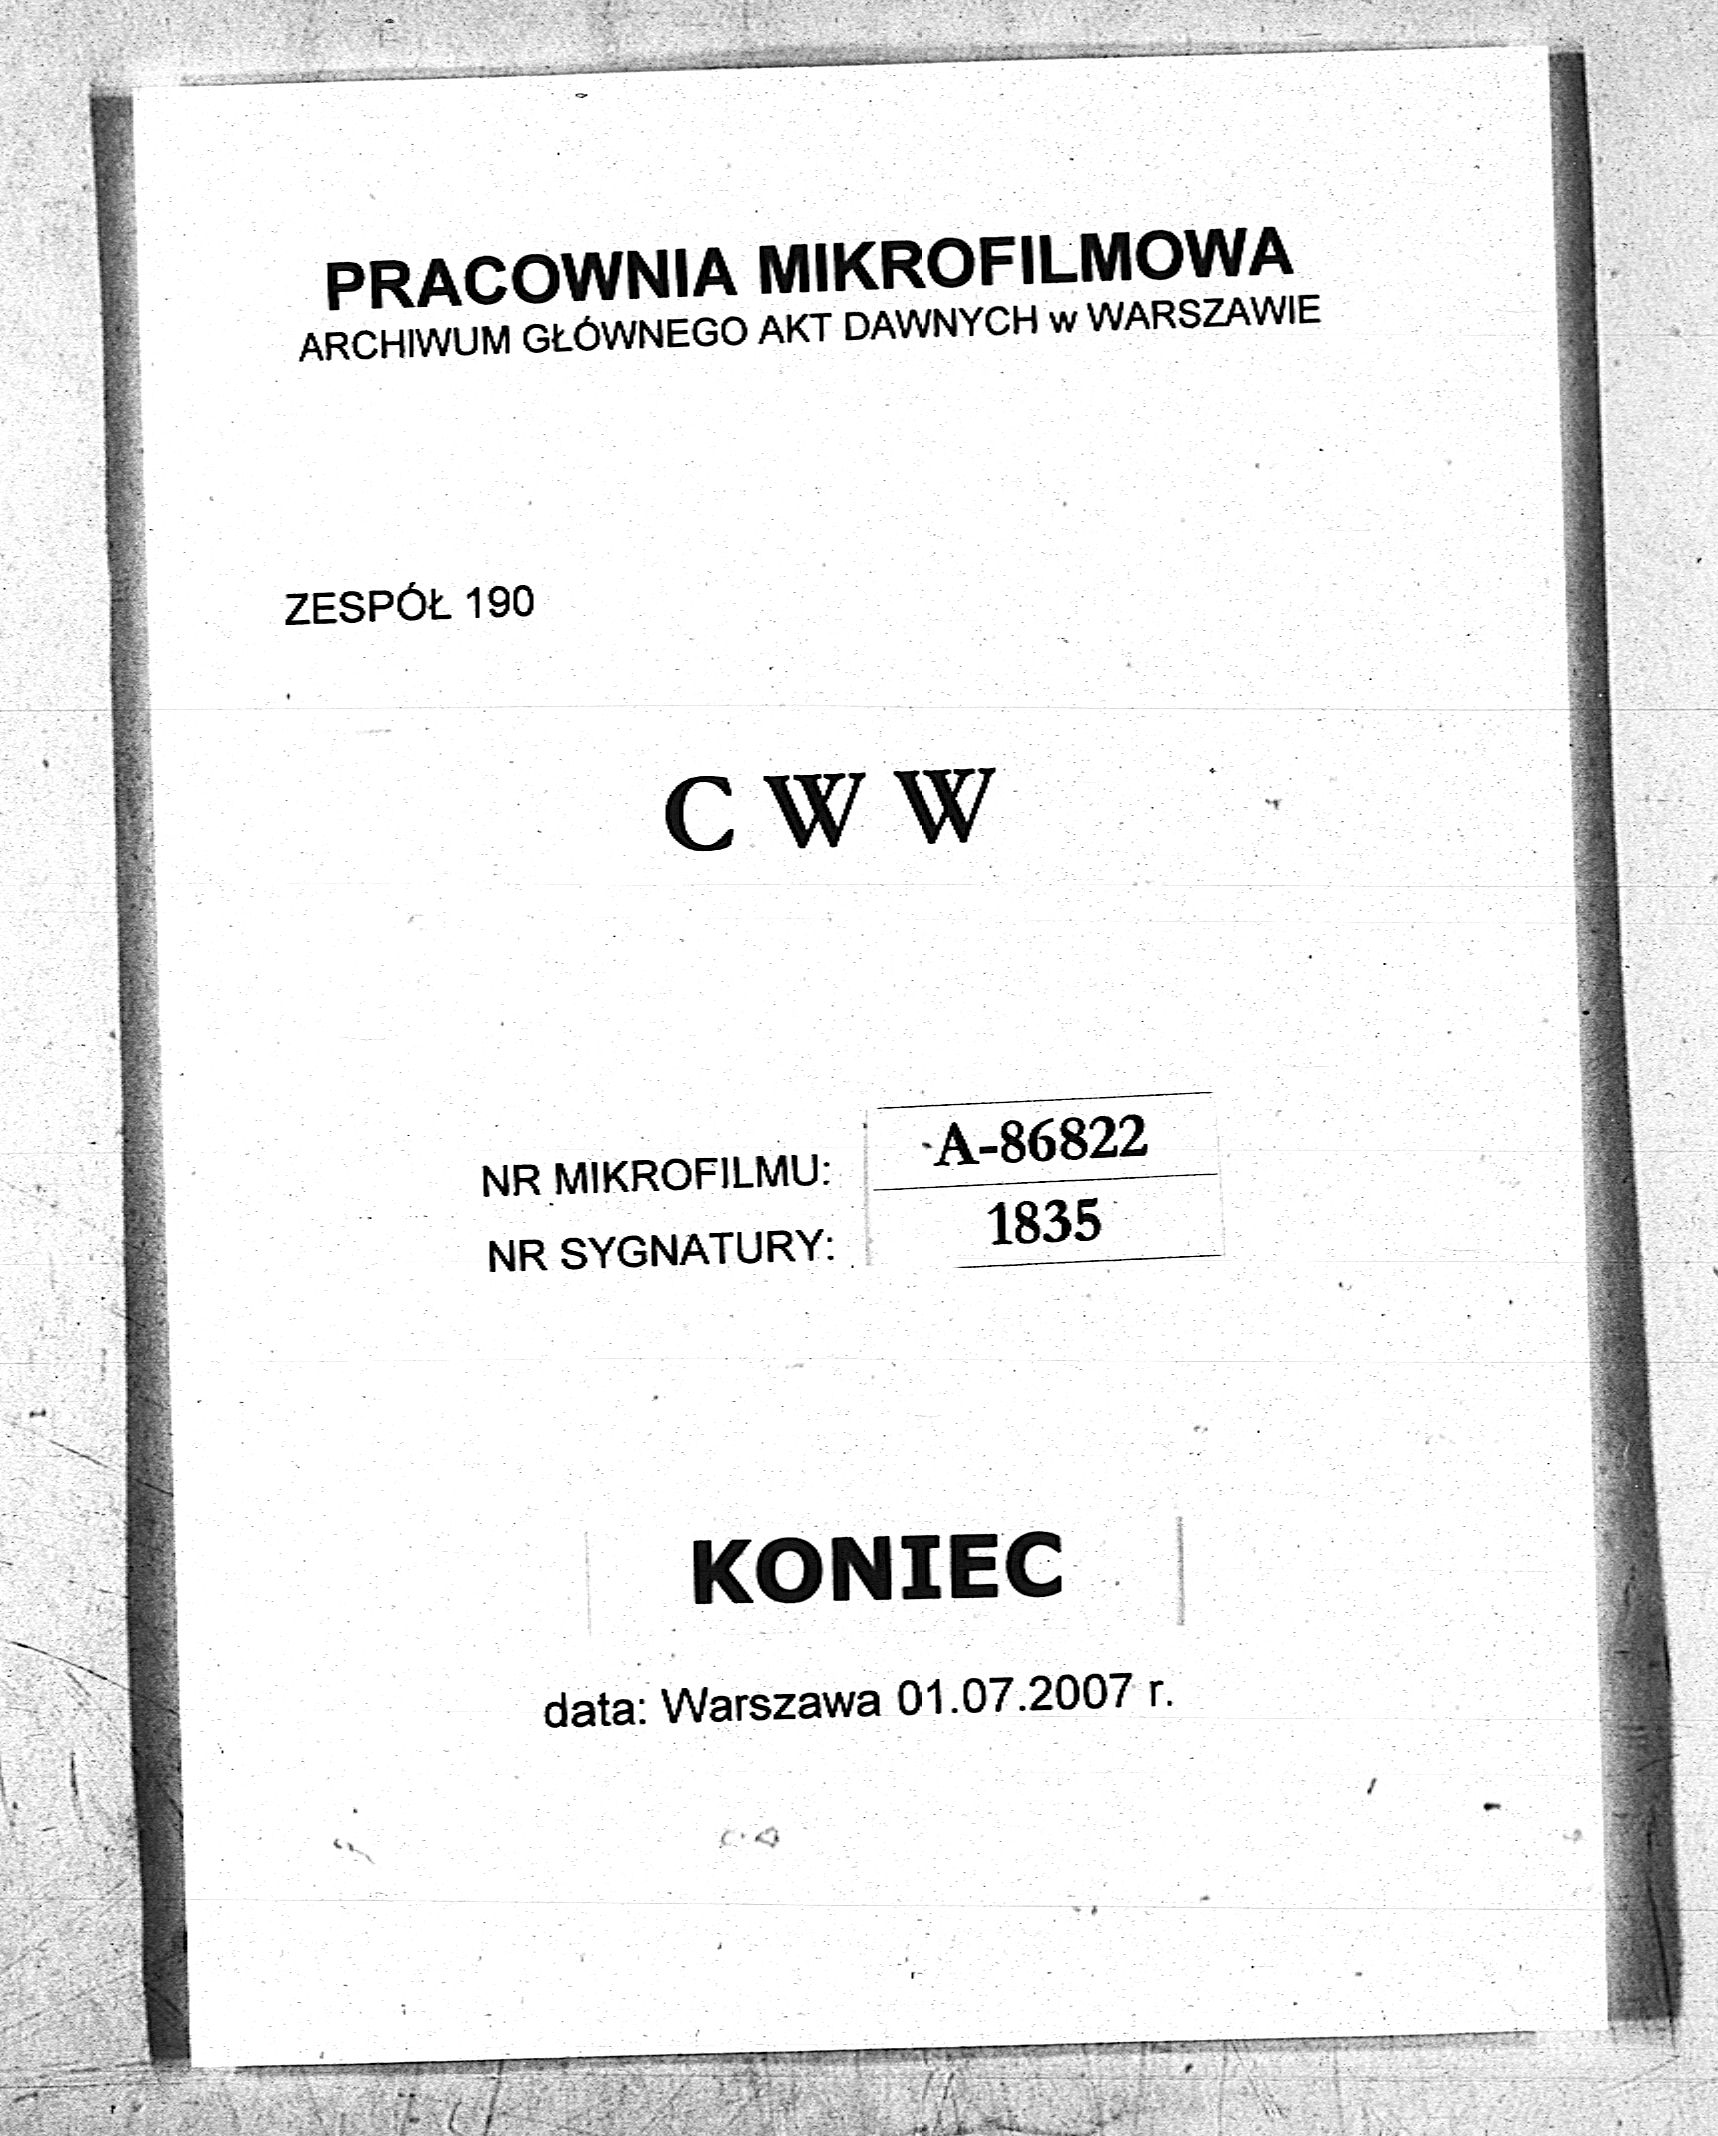 PRACOWNIA MIKROFILMOWA
ARCHIWUM GŁÓWNEGO AKT DAWNYCH w WARSZAWIE
ZESPÓŁ 190
C W W
NR MIKROFILMU: A-86822
NR SYGNATURY: 1835
KONIEC
data: Warszawa 01.07.2007 r.